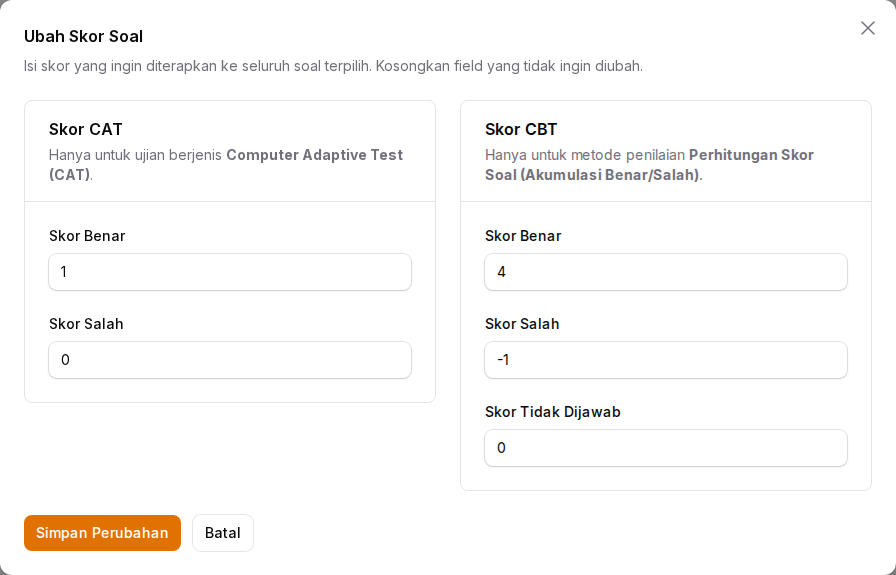 Ubah Skor Soal
Isi skor yang ingin diterapkan ke seluruh soal terpilih. Kosongkan field yang tidak ingin diubah.
Skor CAT
Hanya untuk ujian berjenis Computer Adaptive Test
(CAT).
Skor Benar
1
Skor Salah
0
Skor CBT
Hanya untuk metode penilaian Perhitungan Skor
Soal (Akumulasi Benar/Salah).
Skor Benar
4
Skor Salah
-1
Skor Tidak Dijawab
0
Simpan Perubahan
Batal